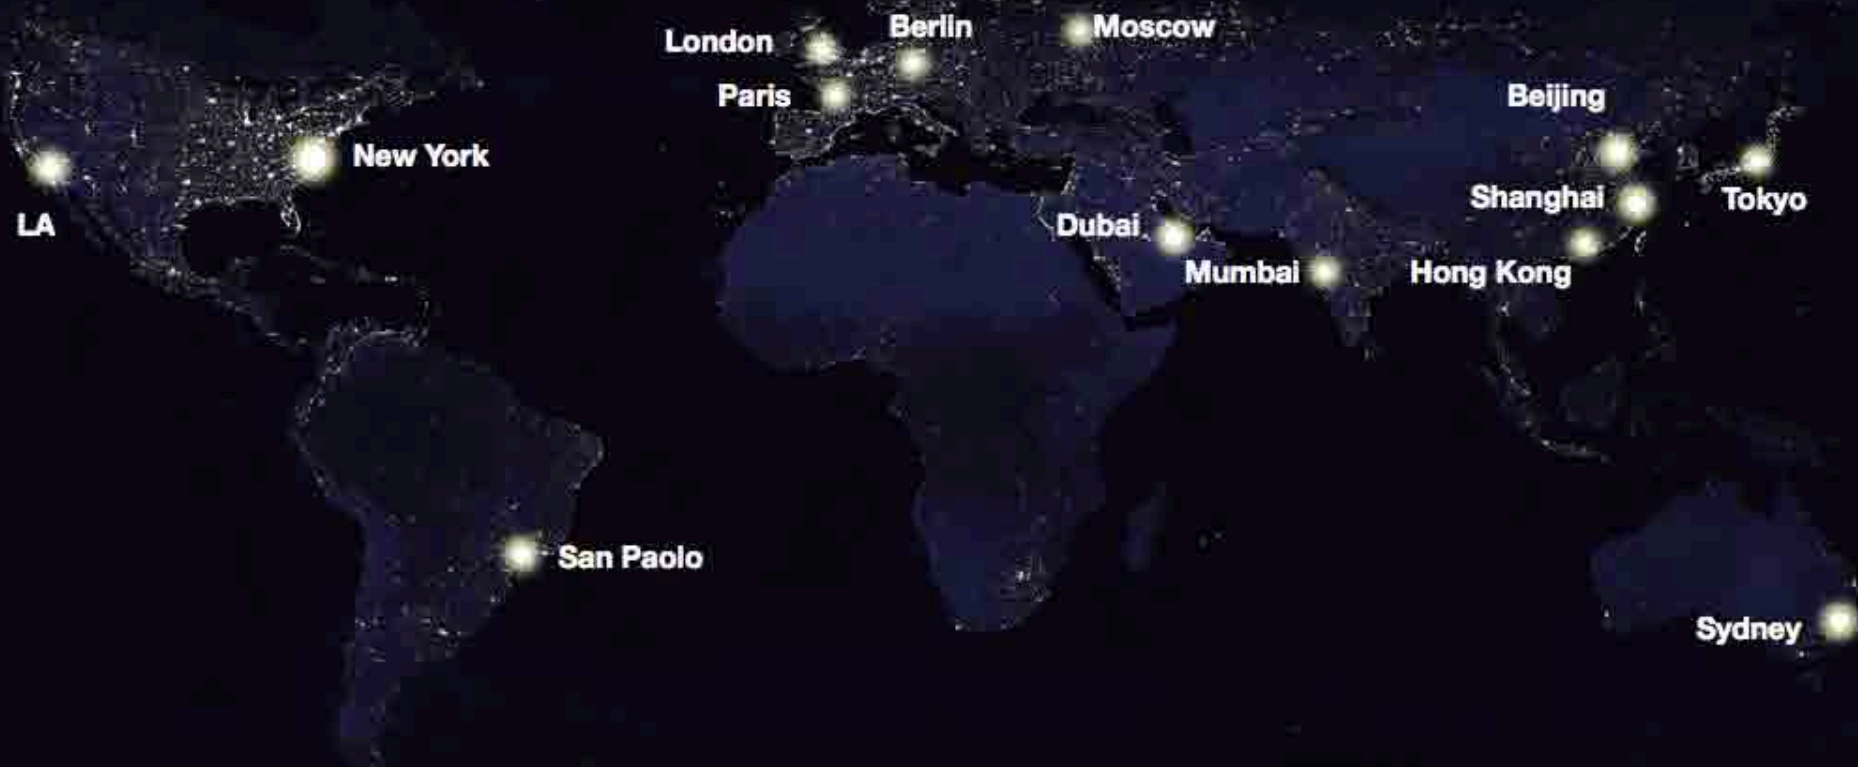 London
Berlin
Moscow
Paris
Beijing
New York
Shanghai
Tokyo
LA
Dubai
Mumbai
Hong Kong
San Paolo
Sydney